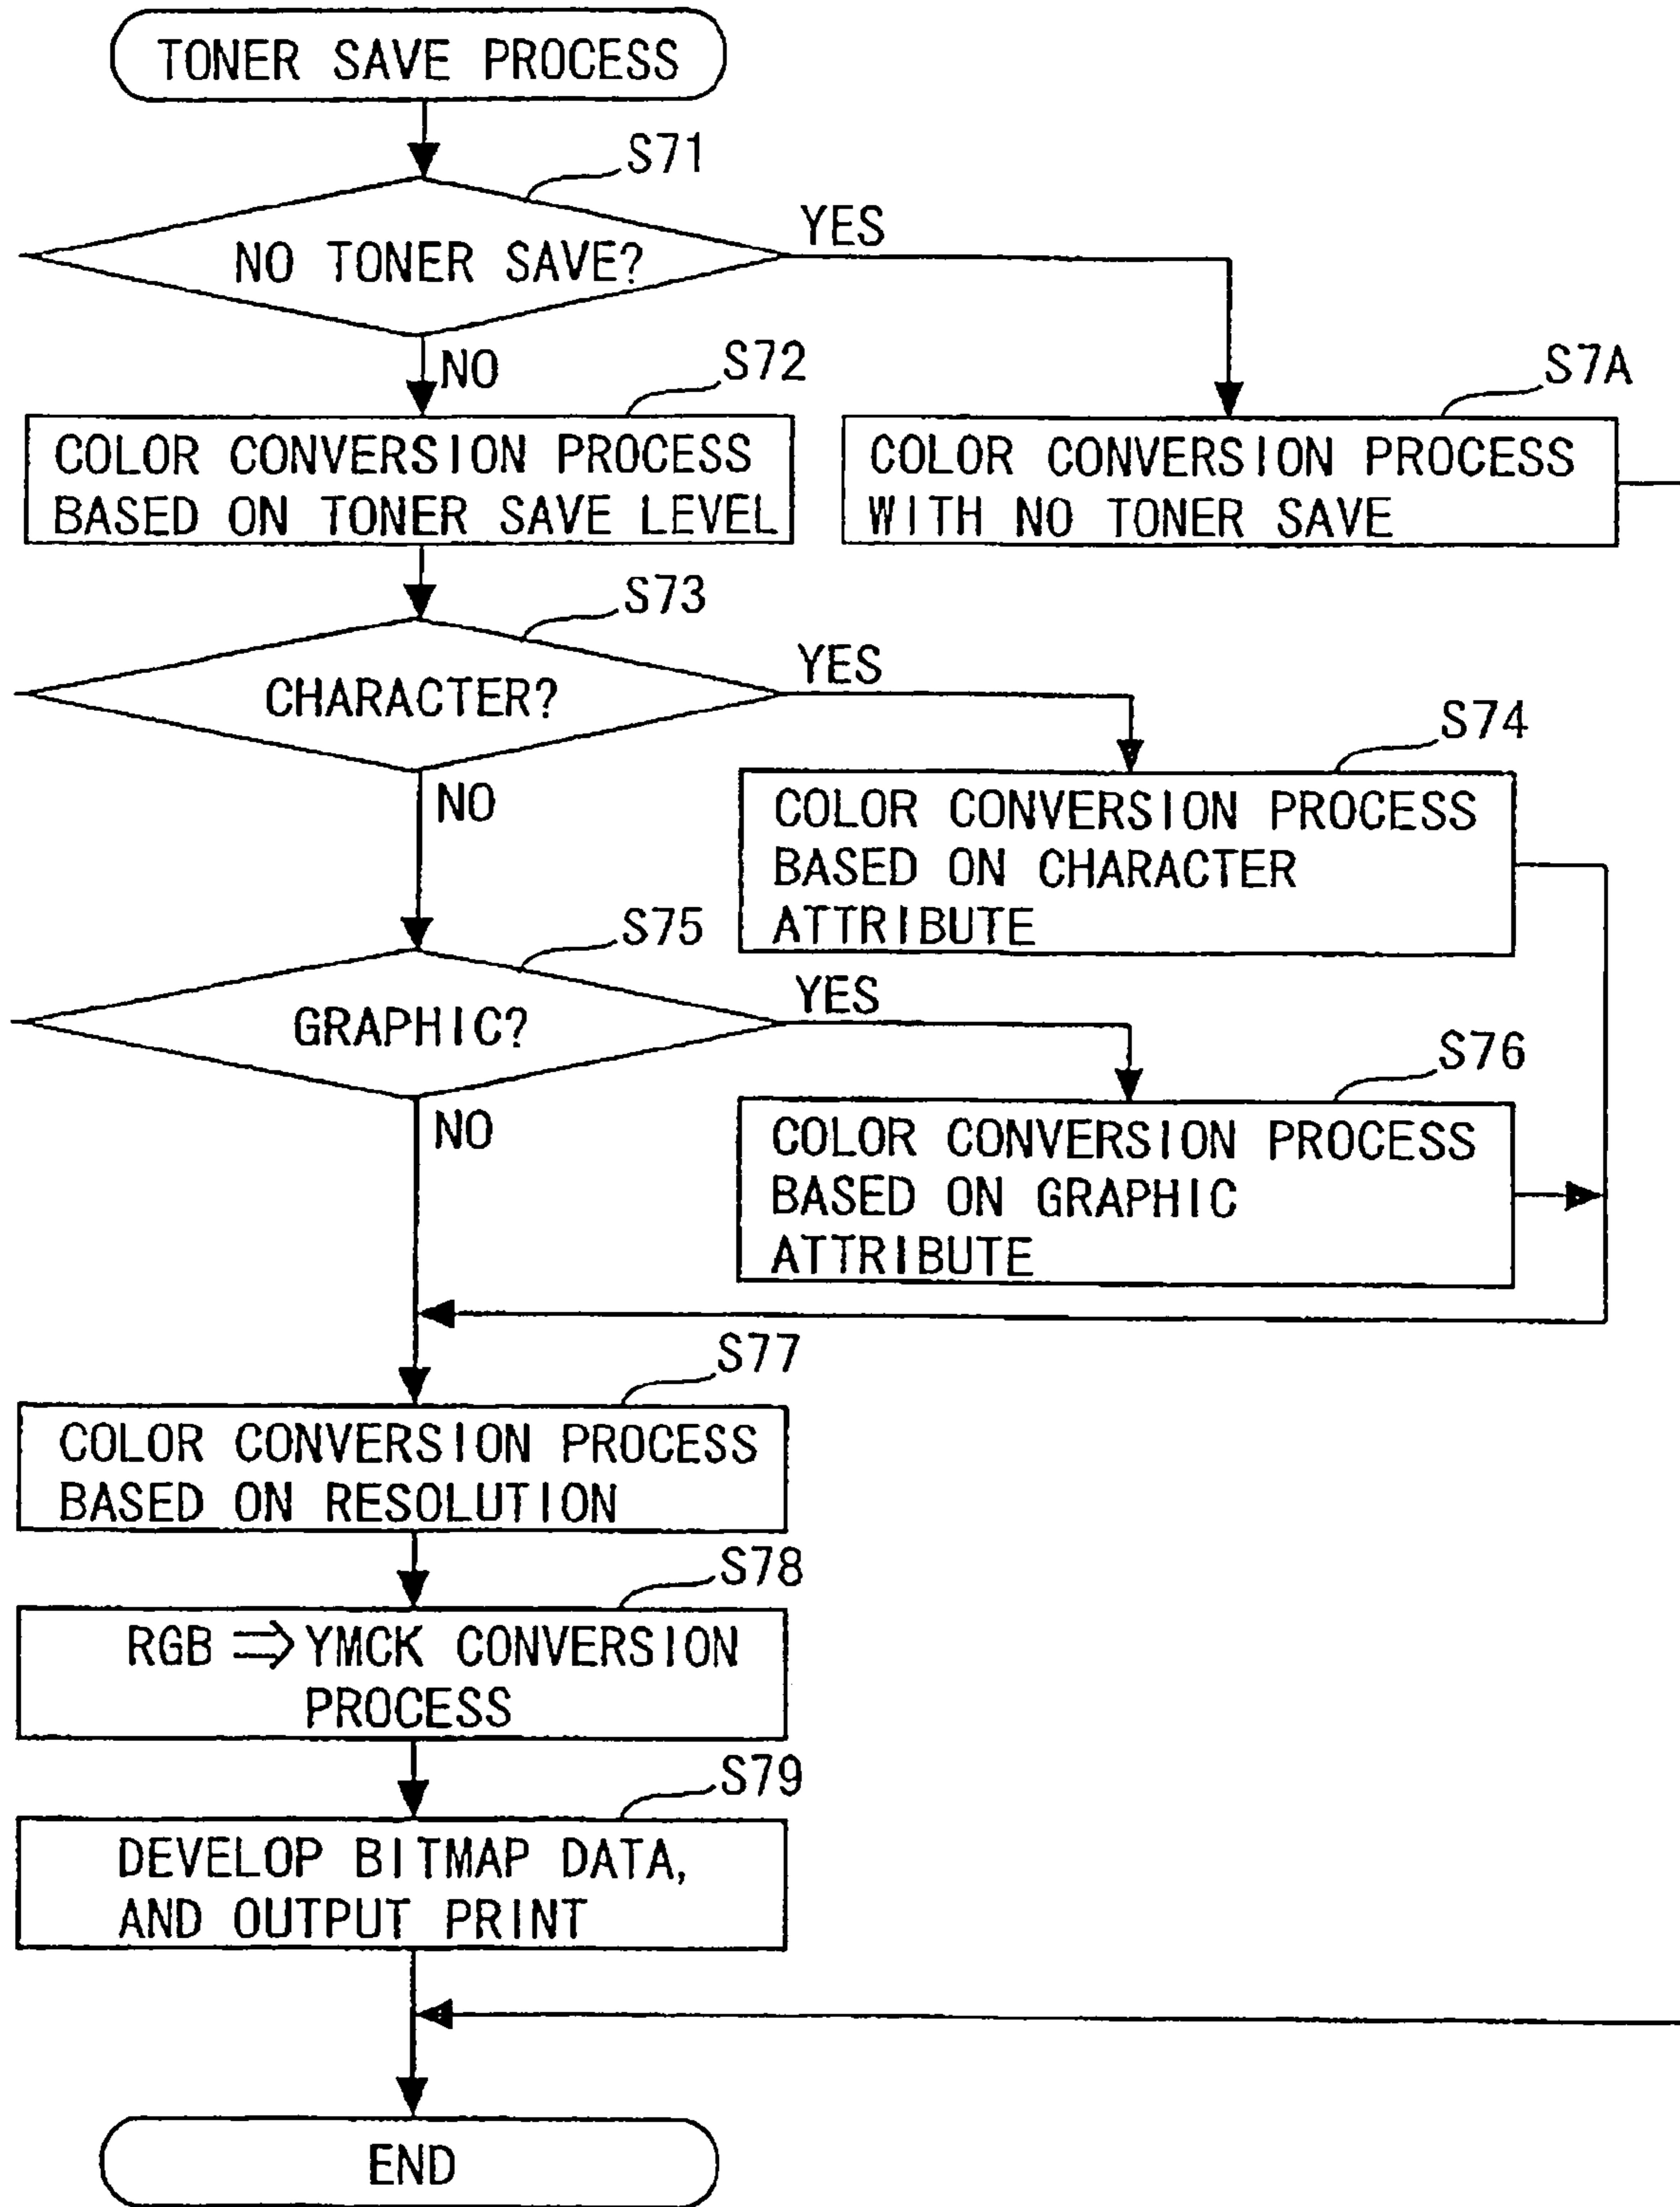 TONER SAVE PROCESS
S71
NO TONER SAVE?
YES
NO
S72
COLOR CONVERSION PROCESS
BASED ON TONER SAVE LEVEL
S7A
COLOR CONVERSION PROCESS
WITH NO TONER SAVE
S73
CHARACTER?
YES
NO
S74
COLOR CONVERSION PROCESS
BASED ON CHARACTER
ATTRIBUTE
S75
GRAPHIC?
YES
NO
S76
COLOR CONVERSION PROCESS
BASED ON GRAPHIC
ATTRIBUTE
S77
COLOR CONVERSION PROCESS
BASED ON RESOLUTION
S78
RGB ⇒ YMCK CONVERSION
PROCESS
S79
DEVELOP BITMAP DATA,
AND OUTPUT PRINT
END